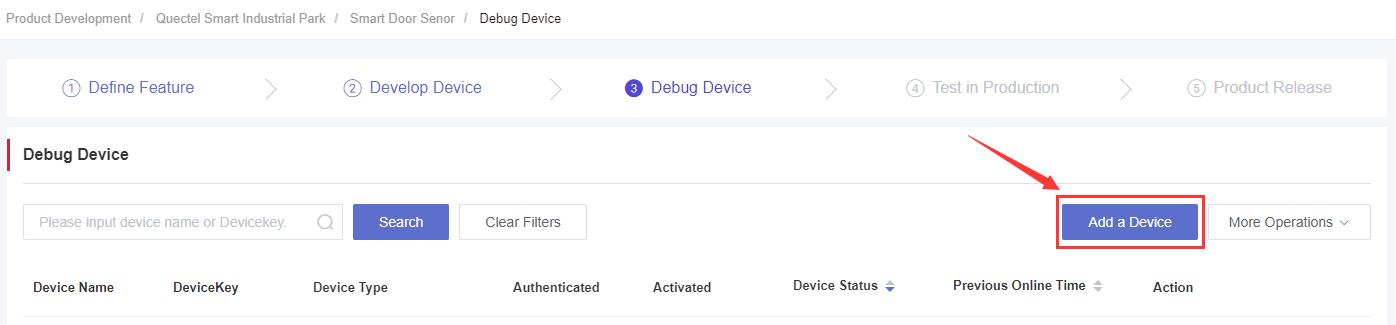 Product Development / Quectel Smart Industrial Park / Smart Door Senor / Debug Device
1 Define Feature 2 Develop Device 3 Debug Device 4 Test in Production 5 Product Release
Debug Device
Please input device name or Devicekey. Search Clear Filters Add a Device More Operations
Device Name DeviceKey Device Type Authenticated Activated Device Status Previous Online Time Action